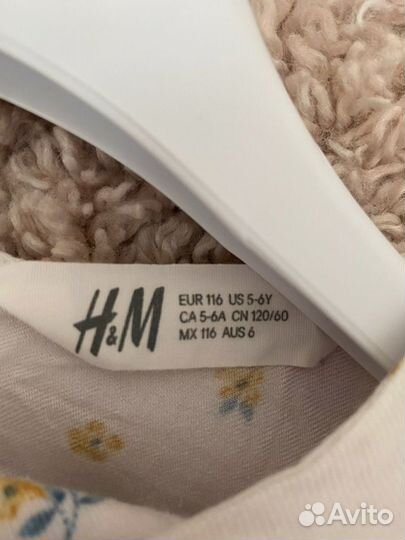 H&M
EUR 116 US 5-6Y
CA 5-6A CN 120/60
MX 116 AUS 6
Avito